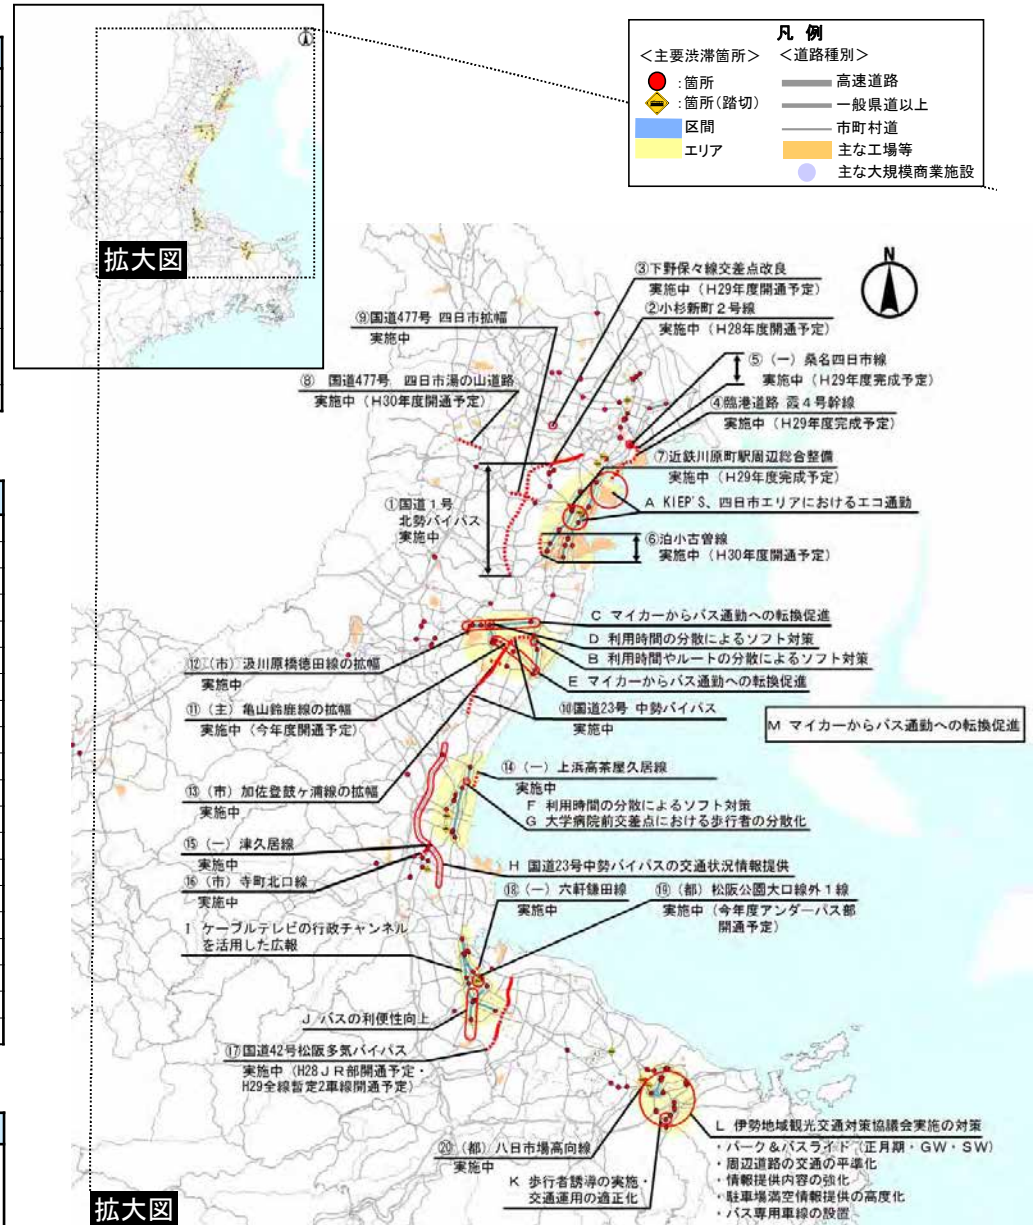 拡大図
凡 例
＜主要渋滞箇所＞
：箇所
：箇所(踏切)
区間
エリア
＜道路種別＞
高速道路
一般県道以上
市町村道
主な工場等
主な大規模商業施設
N
③下野保々線交差点改良
実施中（H29年度開通予定）
②小杉新町２号線
実施中（H28年度開通予定）
⑨国道477号 四日市拡幅
実施中
⑤（一）桑名四日市線
実施中（H29年度完成予定）
⑧ 国道477号 四日市湯の山道路
実施中（H30年度開通予定）
④臨港道路 霞４号幹線
実施中（H29年度完成予定）
⑦近鉄川原町駅周辺総合整備
実施中（H29年度完成予定）
A KIEP'S、四日市エリアにおけるエコ通勤
①国道１号
北勢バイパス
実施中
⑥泊小古曽線
実施中（H30年度開通予定）
C マイカーからバス通勤への転換促進
D 利用時間の分散によるソフト対策
B 利用時間やルートの分散によるソフト対策
E マイカーからバス通勤への転換促進
⑫（市）汲川原橋徳田線の拡幅
実施中
⑪（主）亀山鈴鹿線の拡幅
実施中（今年度開通予定）
⑩国道23号 中勢バイパス
実施中
M マイカーからバス通勤への転換促進
⑬（市）加佐登鼓ヶ浦線の拡幅
実施中
⑭（一）上浜高茶屋久居線
実施中
F 利用時間の分散によるソフト対策
G 大学病院前交差点における歩行者の分散化
⑮（一）津久居線
実施中
H 国道23号中勢バイパスの交通状況情報提供
⑯（市）寺町北口線
実施中
⑱（一）六軒鎌田線
実施中
⑲（都）松阪公園大口線外１線
実施中（今年度アンダーパス部
開通予定）
I ケーブルテレビの行政チャンネル
を活用した広報
J バスの利便性向上
⑰国道42号松阪多気バイパス
実施中（H28ＪＲ部開通予定・
H29全線暫定2車線開通予定）
L 伊勢地域観光交通対策協議会実施の対策
・パーク＆バスライド（正月期・GW・SW）
・周辺道路の交通の平準化
・情報提供内容の強化
・駐車場満空情報提供の高度化
・バス専用車線の設置
⑳（都）八日市場高向線
実施中
K 歩行者誘導の実施・
交通運用の適正化
拡大図